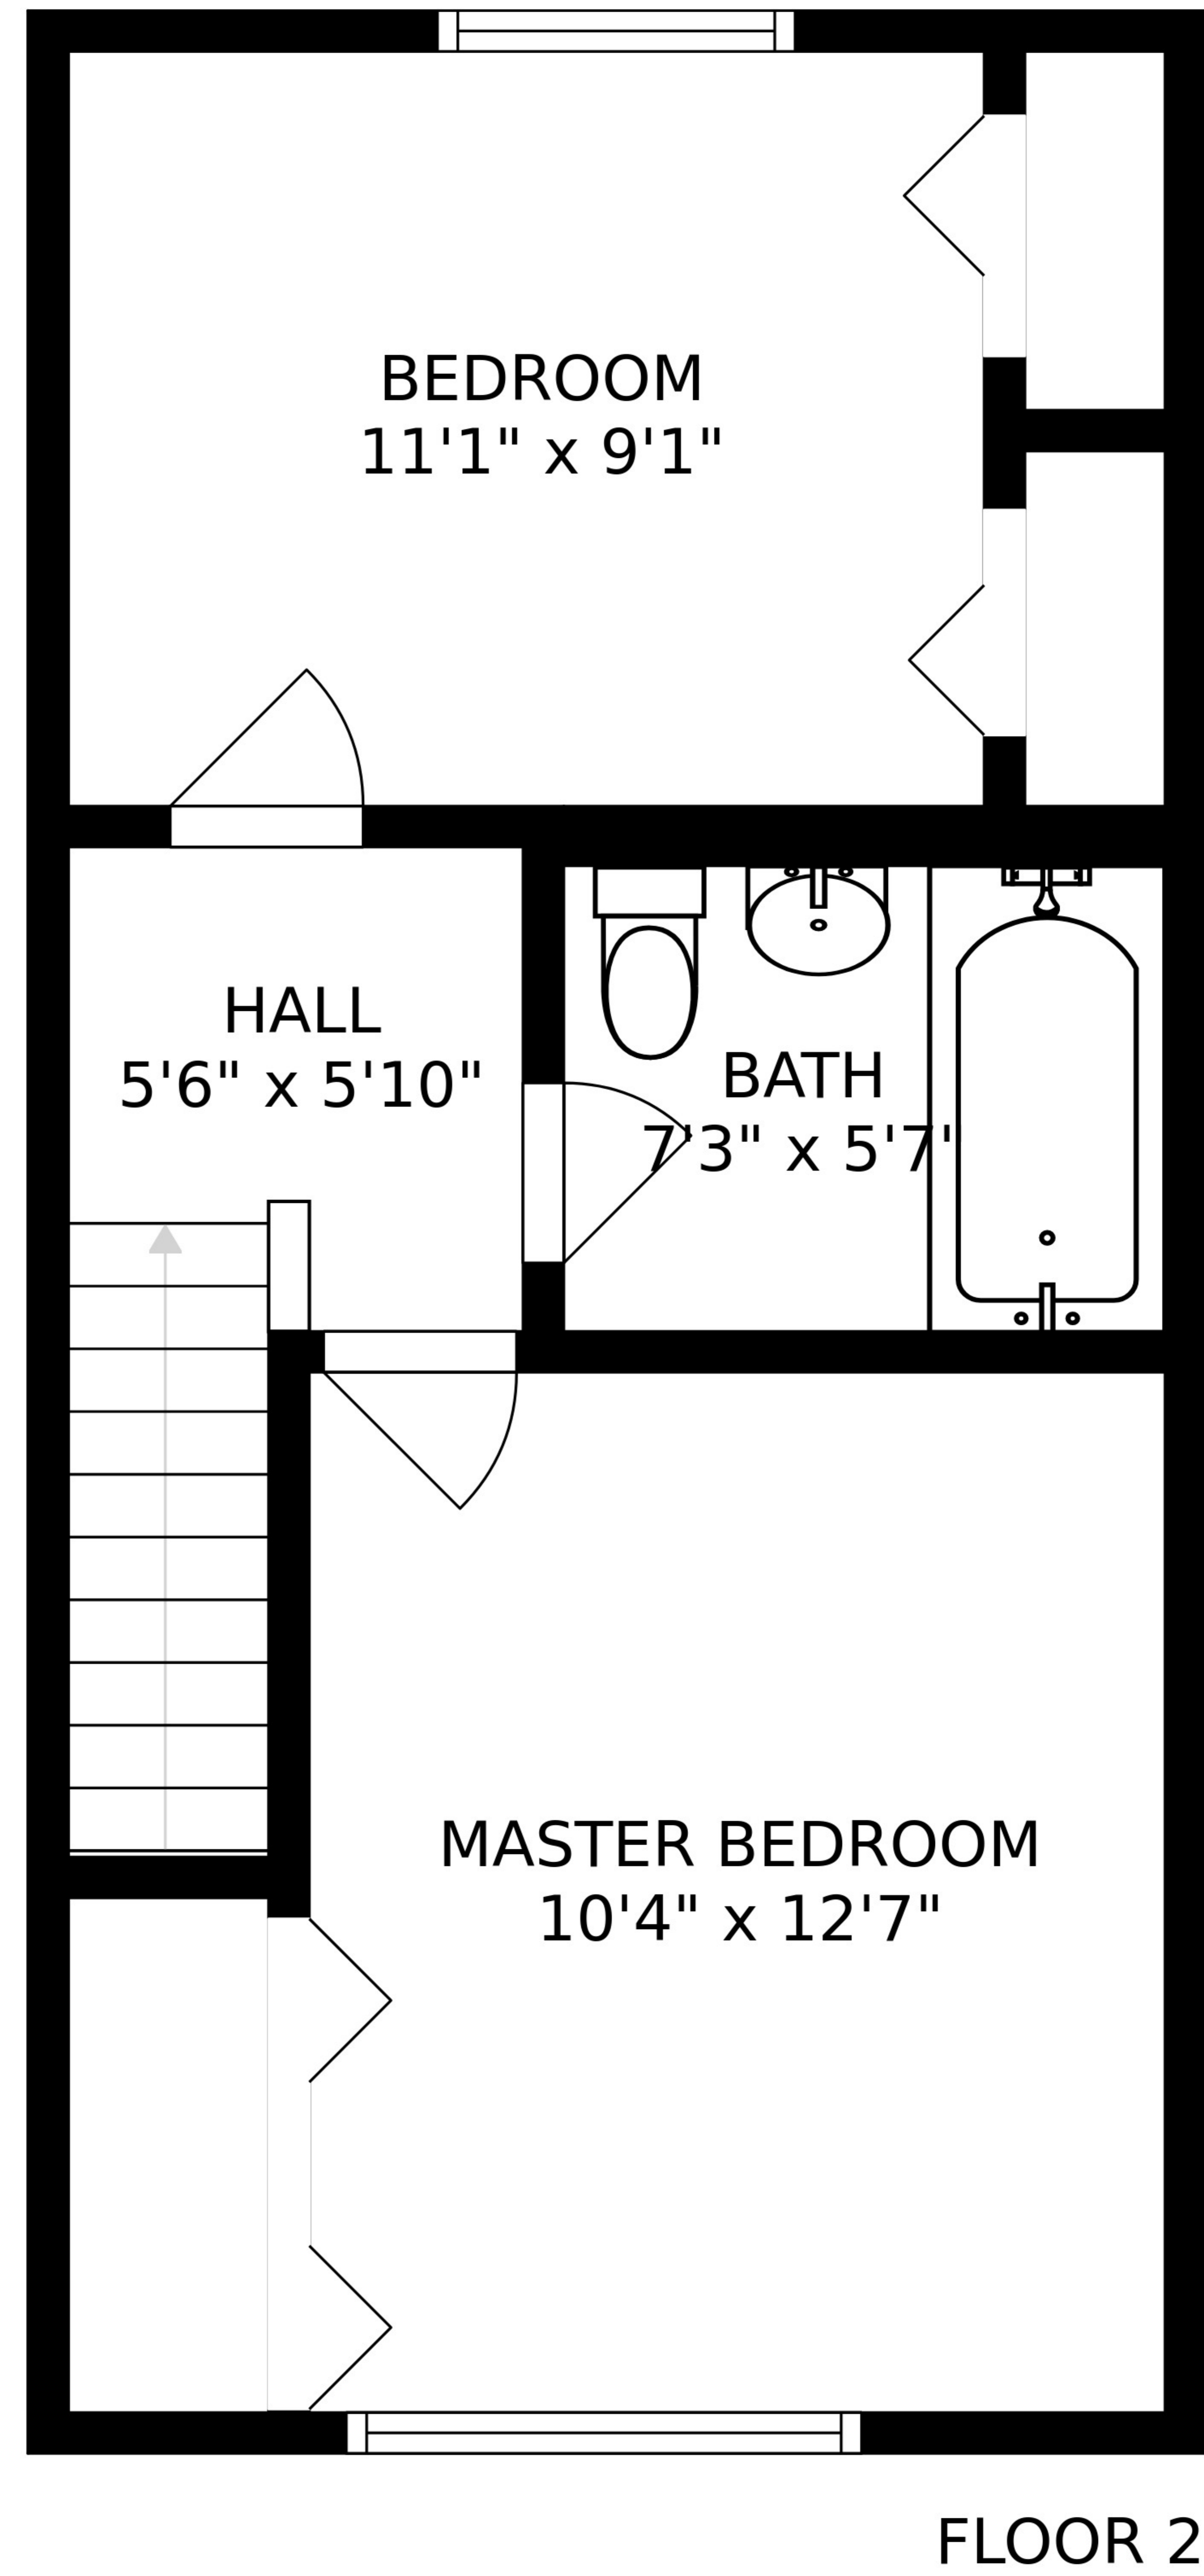 BEDROOM
11'1" x 9'1"
HALL
5'6" x 5'10"
BATH
7'3" x 5'7"
MASTER BEDROOM
10'4" x 12'7"
FLOOR 2